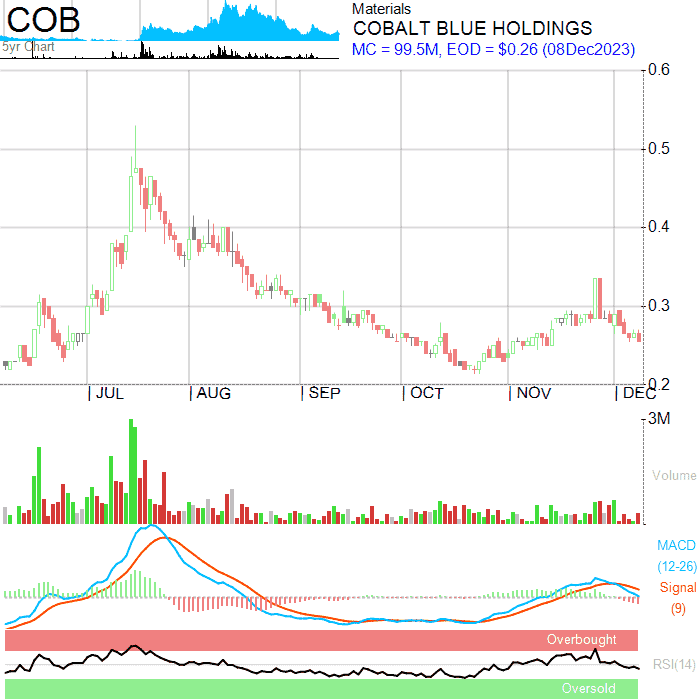 COB
5yr Chart
Materials
COBALT BLUE HOLDINGS
MC = 99.5M, EOD = $0.26 (08Dec2023)
0.6
0.5
0.4
0.3
0.2
JUL AUG SEP OCT NOV DEC
3M
Volume
MACD
(12-26)
Signal
(9)
Overbought
RSI(14)
Oversold